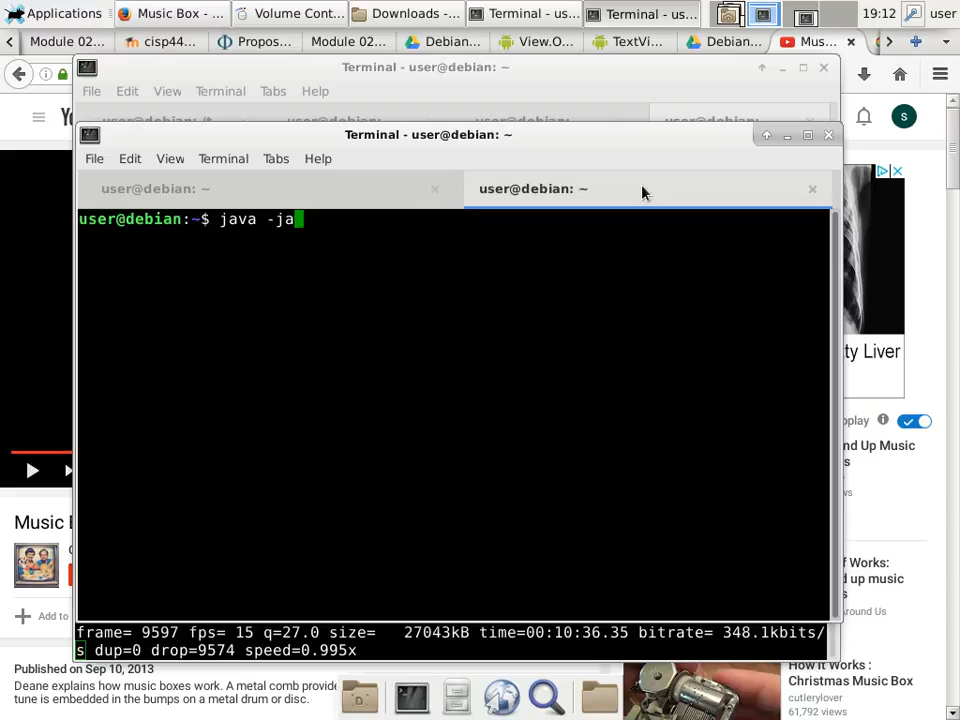 Applications
Music Box - ...
Volume Cont...
Downloads -...
Terminal - us...
Terminal - us...
19:12
user
Module 02...
cisp44...
Propos...
Module 02...
Debian...
View.O...
TextVi...
Debian...
Mus...
Terminal - user@debian: ~
File Edit View Terminal Tabs Help
Terminal - user@debian: ~
File Edit View Terminal Tabs Help
user@debian: ~
user@debian: ~
user@debian:~$ java -ja
frame= 9597 fps= 15 q=27.0 size=   27043kB time=00:10:36.35 bitrate= 348.1kbits/
s dup=0 drop=9574 speed=0.995x
S
ty Liver
oplay
nd Up Music
s
ws
Music B
Add to
f Works:
d up music
Around Us
Published on Sep 10, 2013
Deane explains how music boxes work. A metal comb provide
tune is embedded in the bumps on a metal drum or disc.
How It Works :
Christmas Music Box
cutlerylover
61,792 views